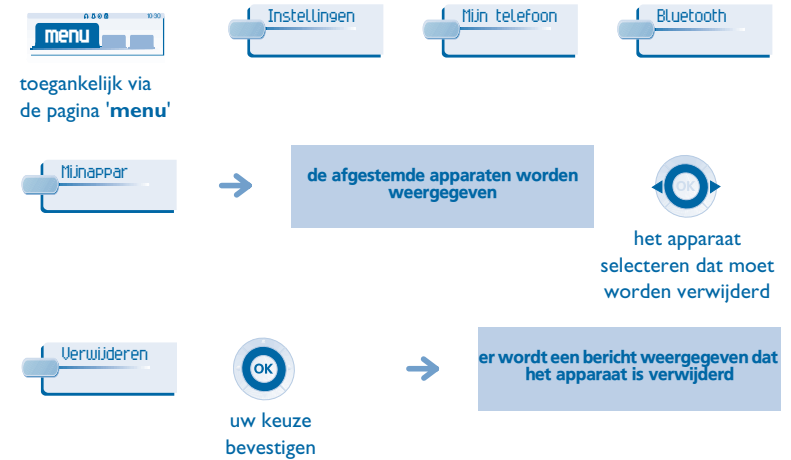 10:50
menu
Instellingen
Mijn telefoon
Bluetooth
toegankelijk via
de pagina 'menu'
Mijnappar
de afgestemde apparaten worden
weergegeven
OK
het apparaat
selecteren dat moet
worden verwijderd
Verwijderen
OK
uw keuze
bevestigen
er wordt een bericht weergegeven dat
het apparaat is verwijderd